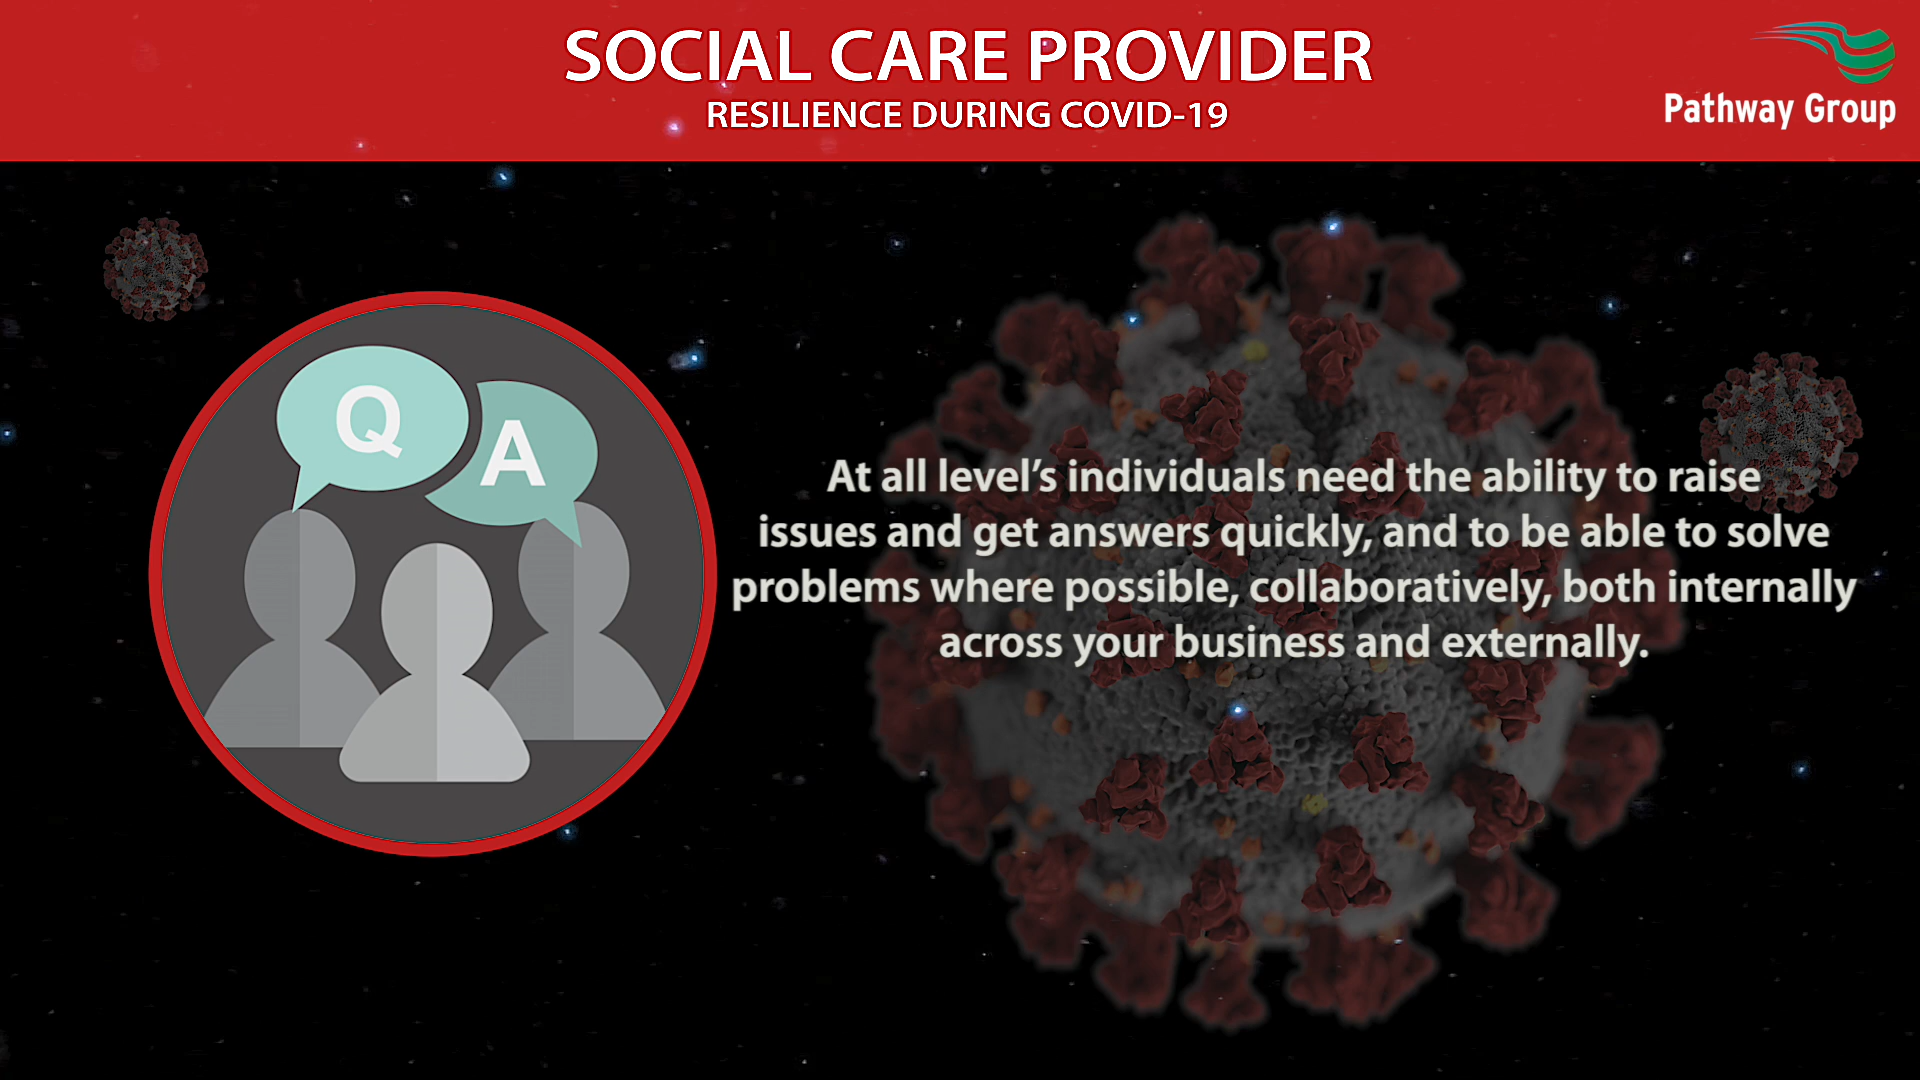 SOCIAL CARE PROVIDER
RESILIENCE DURING COVID-19
Pathway Group
Q
A
At all level’s individuals need the ability to raise
issues and get answers quickly, and to be able to solve
problems where possible, collaboratively, both internally
across your business and externally.